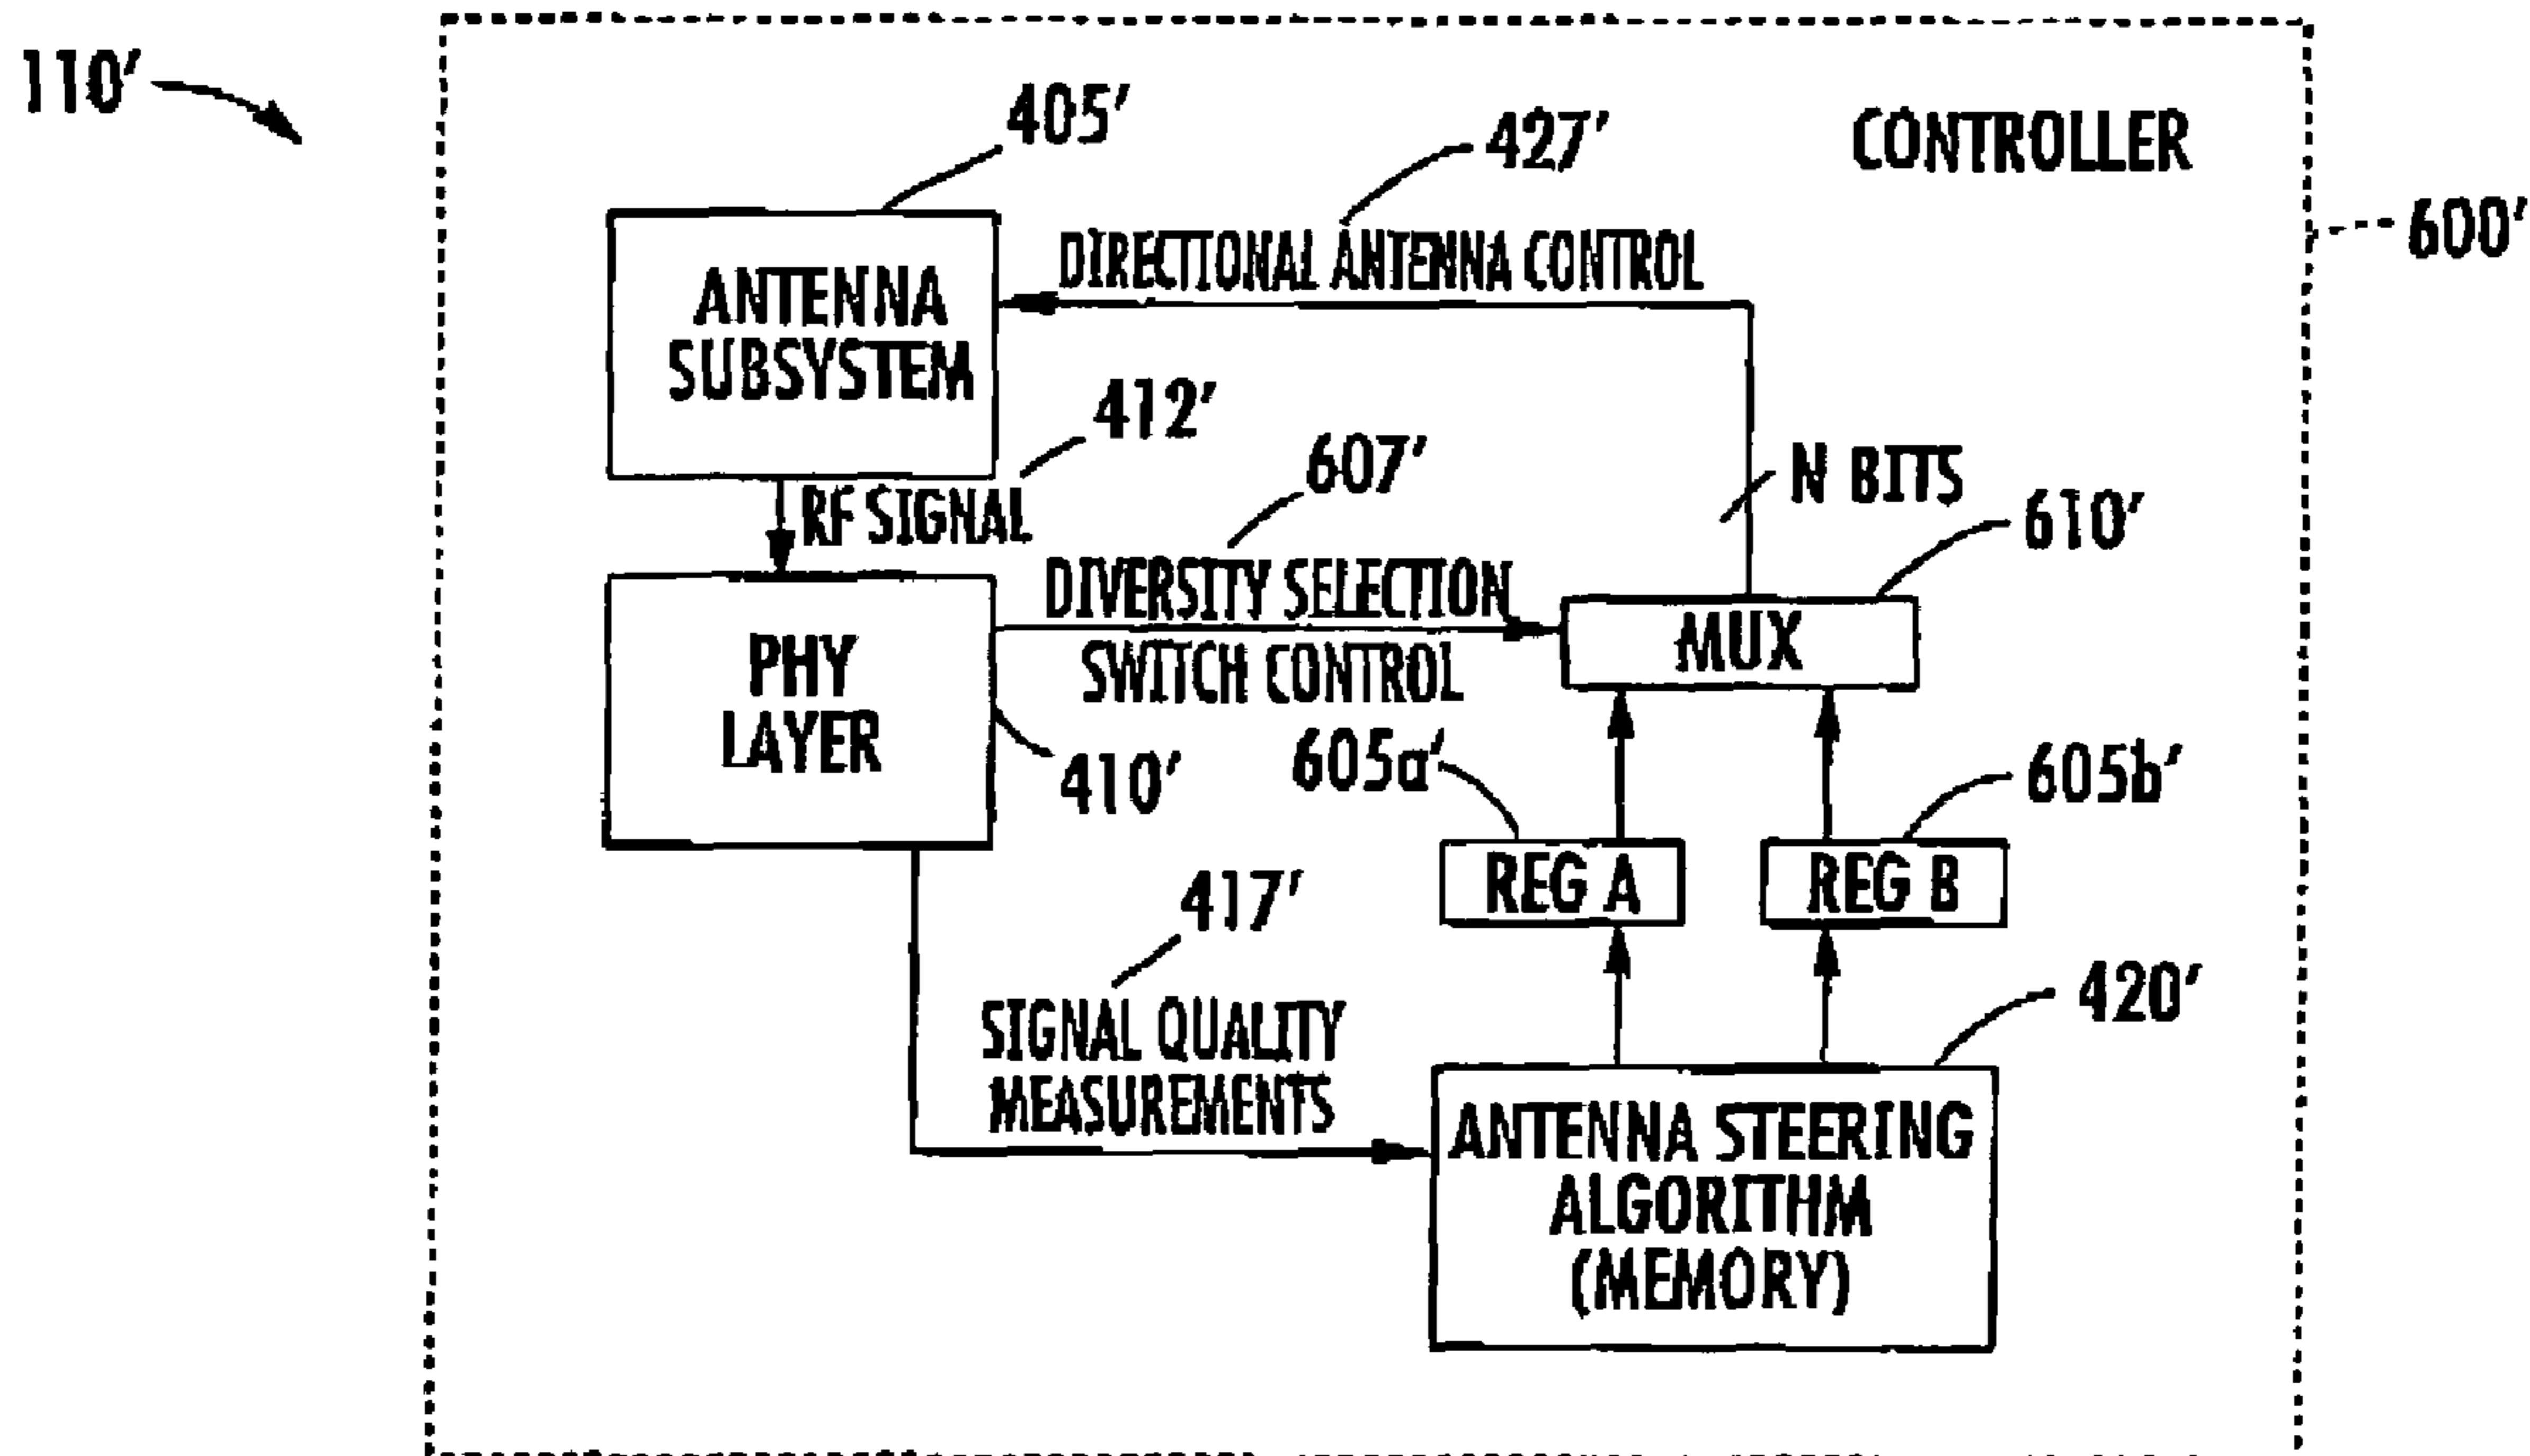 110'
405'
427'
CONTROLLER
600'
DIRECTIONAL ANTENNA CONTROL
ANTENNA
SUBSYSTEM
412'
607'
N BITS
610'
RF SIGNAL
DIVERSITY SELECTION
SWITCH CONTROL
MUX
PHY
LAYER
410'
605a'
605b'
REG A
REG B
417'
420'
SIGNAL QUALITY
MEASUREMENTS
ANTENNA STEERING
ALGORITHM
(MEMORY)